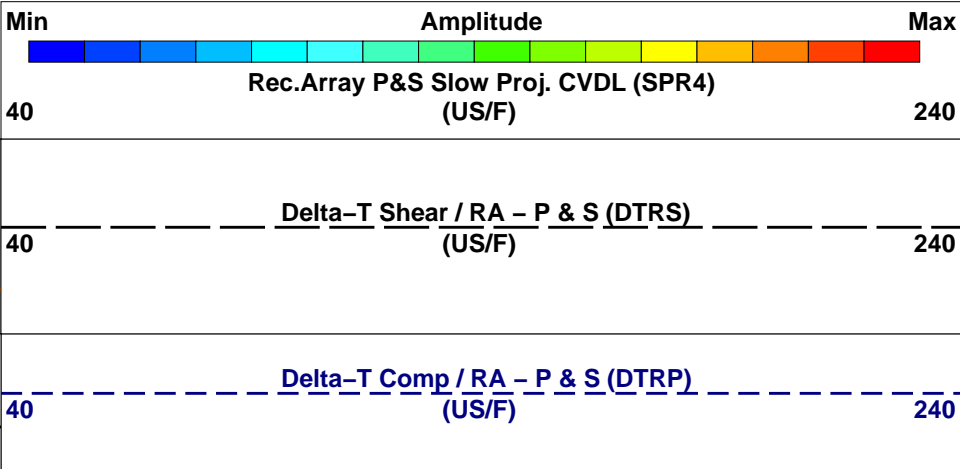 Min Amplitude Max
Rec.Array P&S Slow Proj. CVDL (SPR4)
40 (US/F) 240
Delta−T Shear / RA − P & S (DTRS)
40 (US/F) 240
Delta−T Comp / RA − P & S (DTRP)
40 (US/F) 240